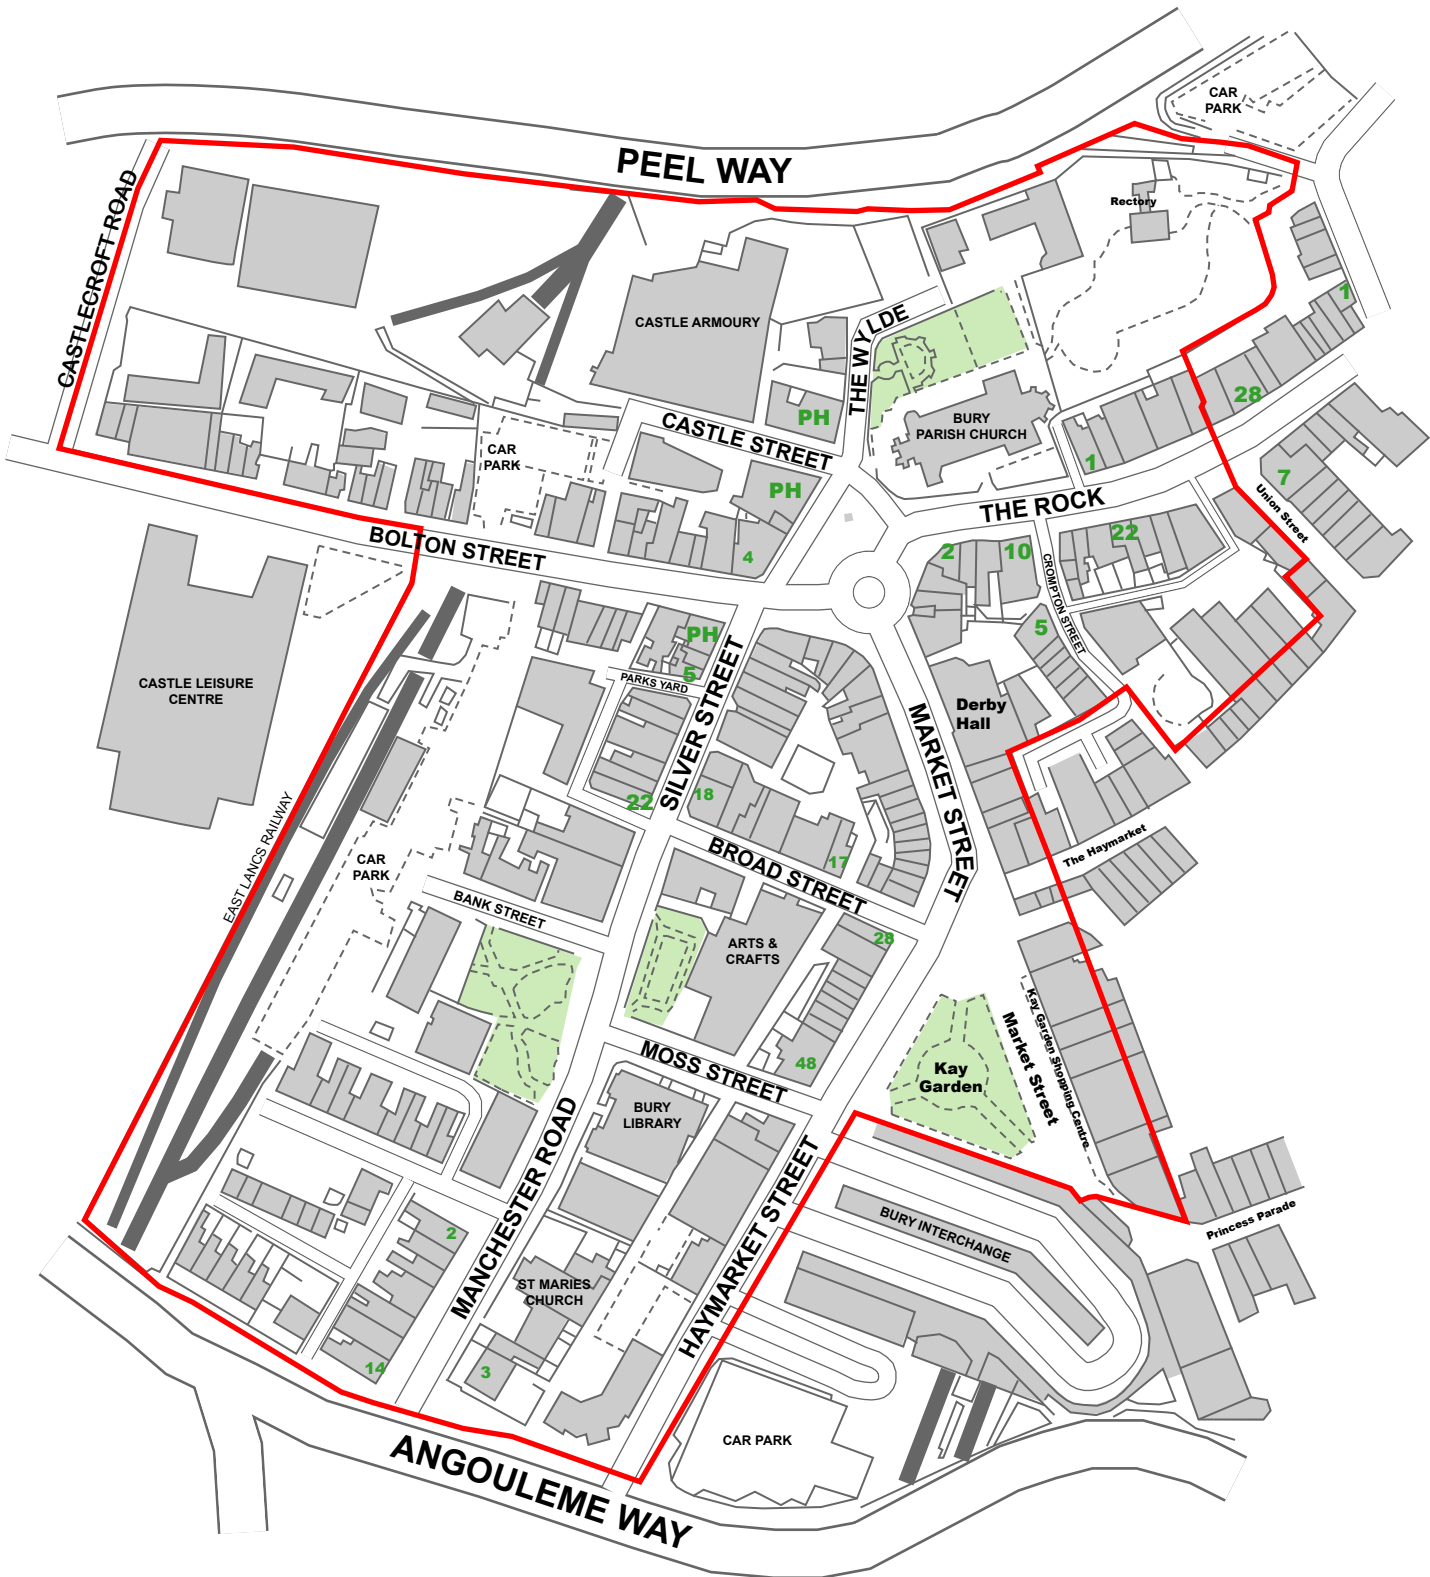 CAR
PARK
PEEL WAY
CASTLECROFT ROAD
Rectory
1
CASTLE ARMOURY
THE WYLDE
PH
28
CASTLE STREET
BURY
PARISH CHURCH
CAR
PARK
1
PH
7
THE ROCK
Union Street
BOLTON STREET
4
2
10
22
CROMPTON STREET
5
PH
5
PARKS YARD
CASTLE LEISURE
CENTRE
SILVER STREET
MARKET STREET
Derby
Hall
22
18
The Haymarket
BROAD STREET
17
EAST LANCS RAILWAY
CAR
PARK
BANK STREET
28
ARTS &
CRAFTS
Kay Garden Shopping Centre
Market Street
MOSS STREET
48
Kay
Garden
BURY
LIBRARY
MANCHESTER ROAD
HAYMARKET STREET
BURY INTERCHANGE
Princess Parade
2
ST MARIES
CHURCH
14
3
CAR PARK
ANGOULEME WAY